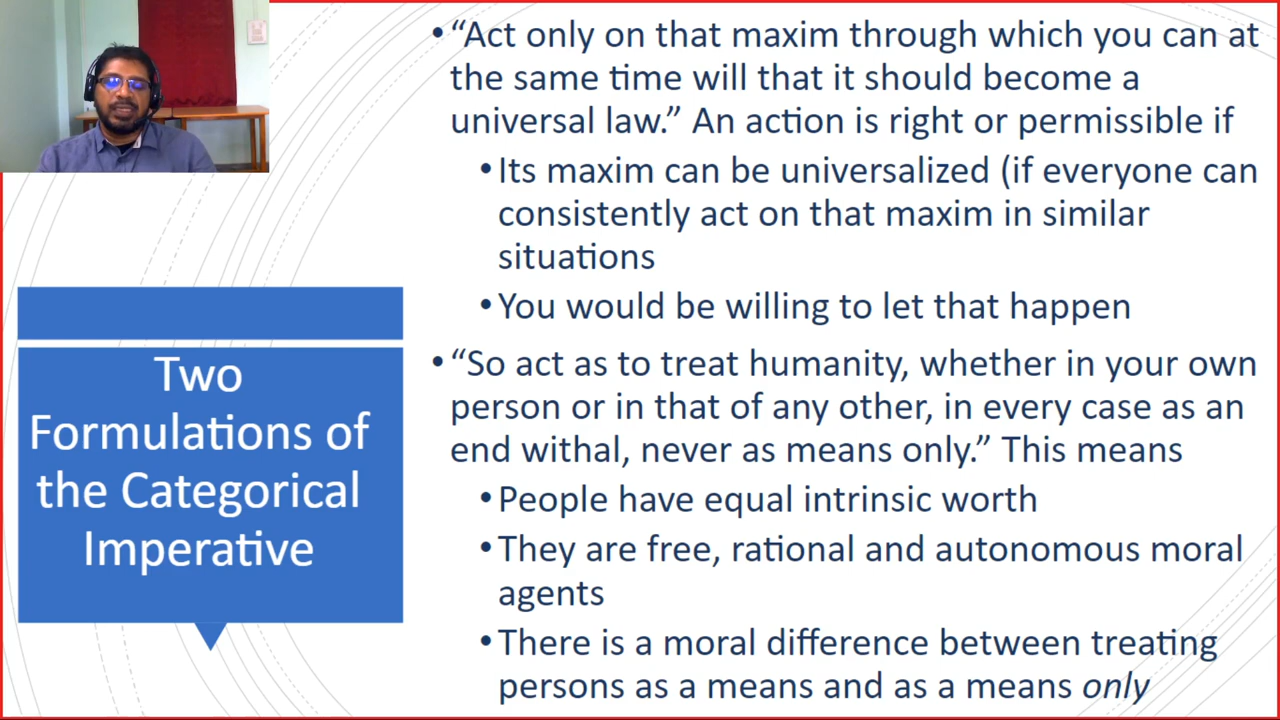 Two
Formulations of
the Categorical
Imperative
• “Act only on that maxim through which you can at
the same time will that it should become a
universal law.” An action is right or permissible if
• Its maxim can be universalized (if everyone can
consistently act on that maxim in similar
situations
• You would be willing to let that happen
• “So act as to treat humanity, whether in your own
person or in that of any other, in every case as an
end withal, never as means only.” This means
• People have equal intrinsic worth
• They are free, rational and autonomous moral
agents
• There is a moral difference between treating
persons as a means and as a means only